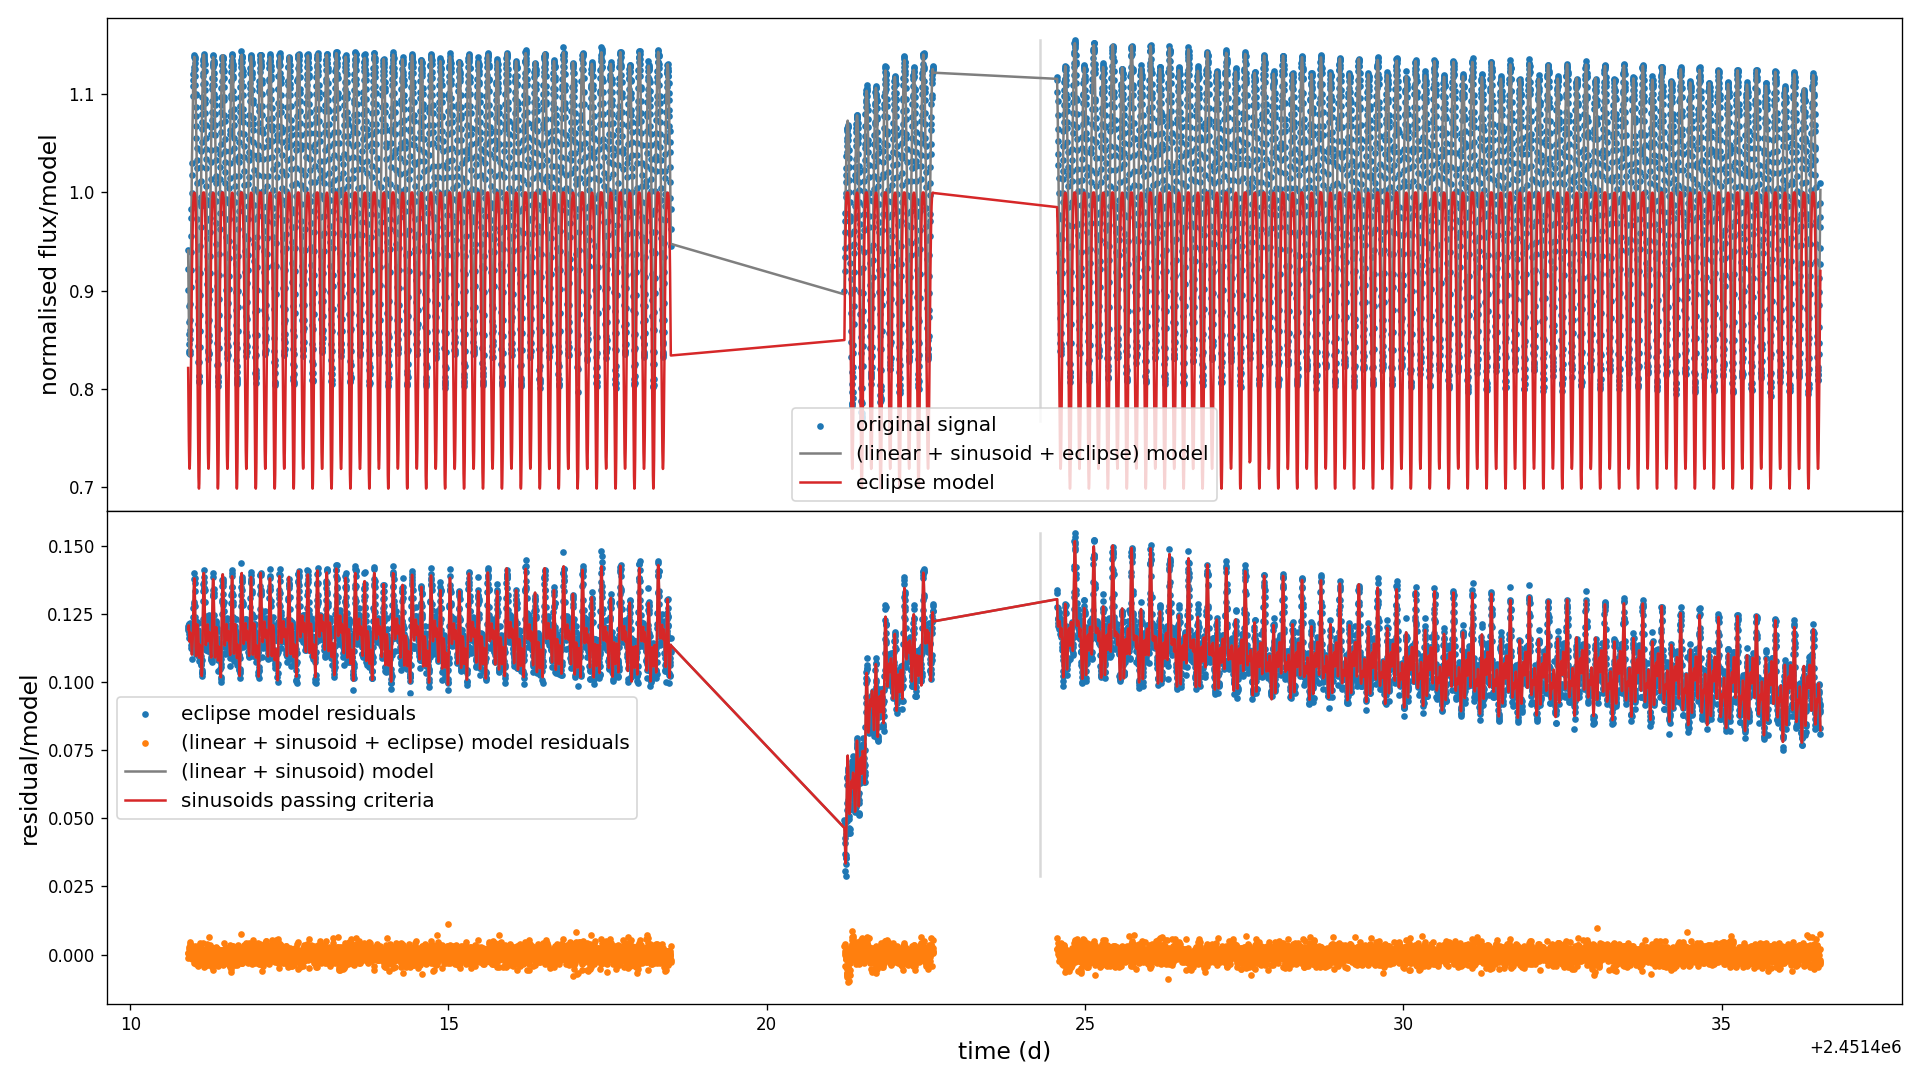 normalised flux/model
1.1
1.0
0.9
0.8
0.7
original signal
(linear + sinusoid + eclipse) model
eclipse model
residual/model
0.150
0.125
0.100
0.075
0.050
0.025
0.000
eclipse model residuals
(linear + sinusoid + eclipse) model residuals
(linear + sinusoid) model
sinusoids passing criteria
10 15 20 25 30 35
time (d)
+2.4514e6